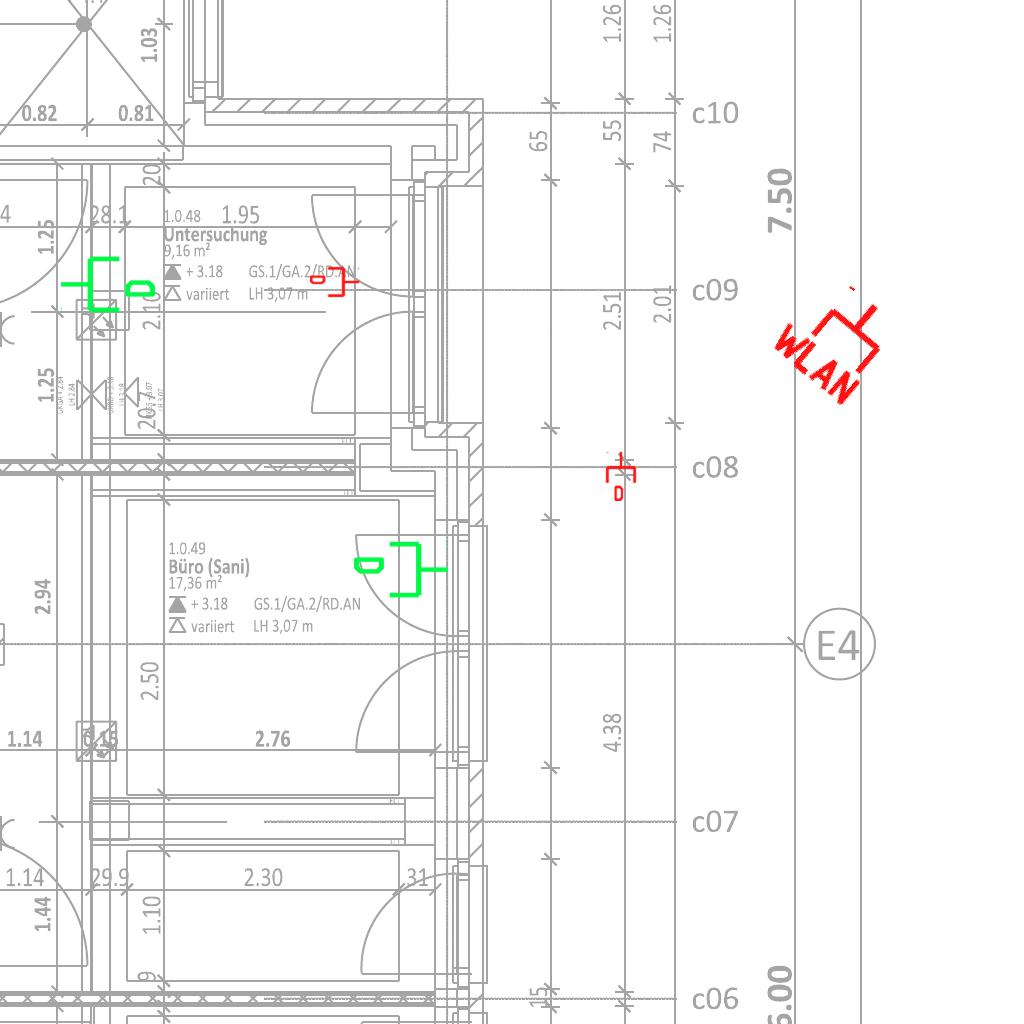 1.03
1.26
1.26
0.82
0.81
c10
65
55
74
20
7.50
4
28.1
1.95
1.25
1.0.48
Untersuchung
9,16 m²
+ 3.18
GS.1/GA.2/RD.AN
variiert
LH 3,07 m
D
D
2.10
2.51
2.01
c09
WLAN
1.25
20.7
c08
D
1.0.49
Büro (Sani)
17,36 m²
+ 3.18
GS.1/GA.2/RD.AN
variiert
LH 3,07 m
D
2.94
E4
2.50
4.38
1.14
0.15
2.76
c07
1.14
29.9
2.30
31
1.44
1.10
9
15
c06
6.00